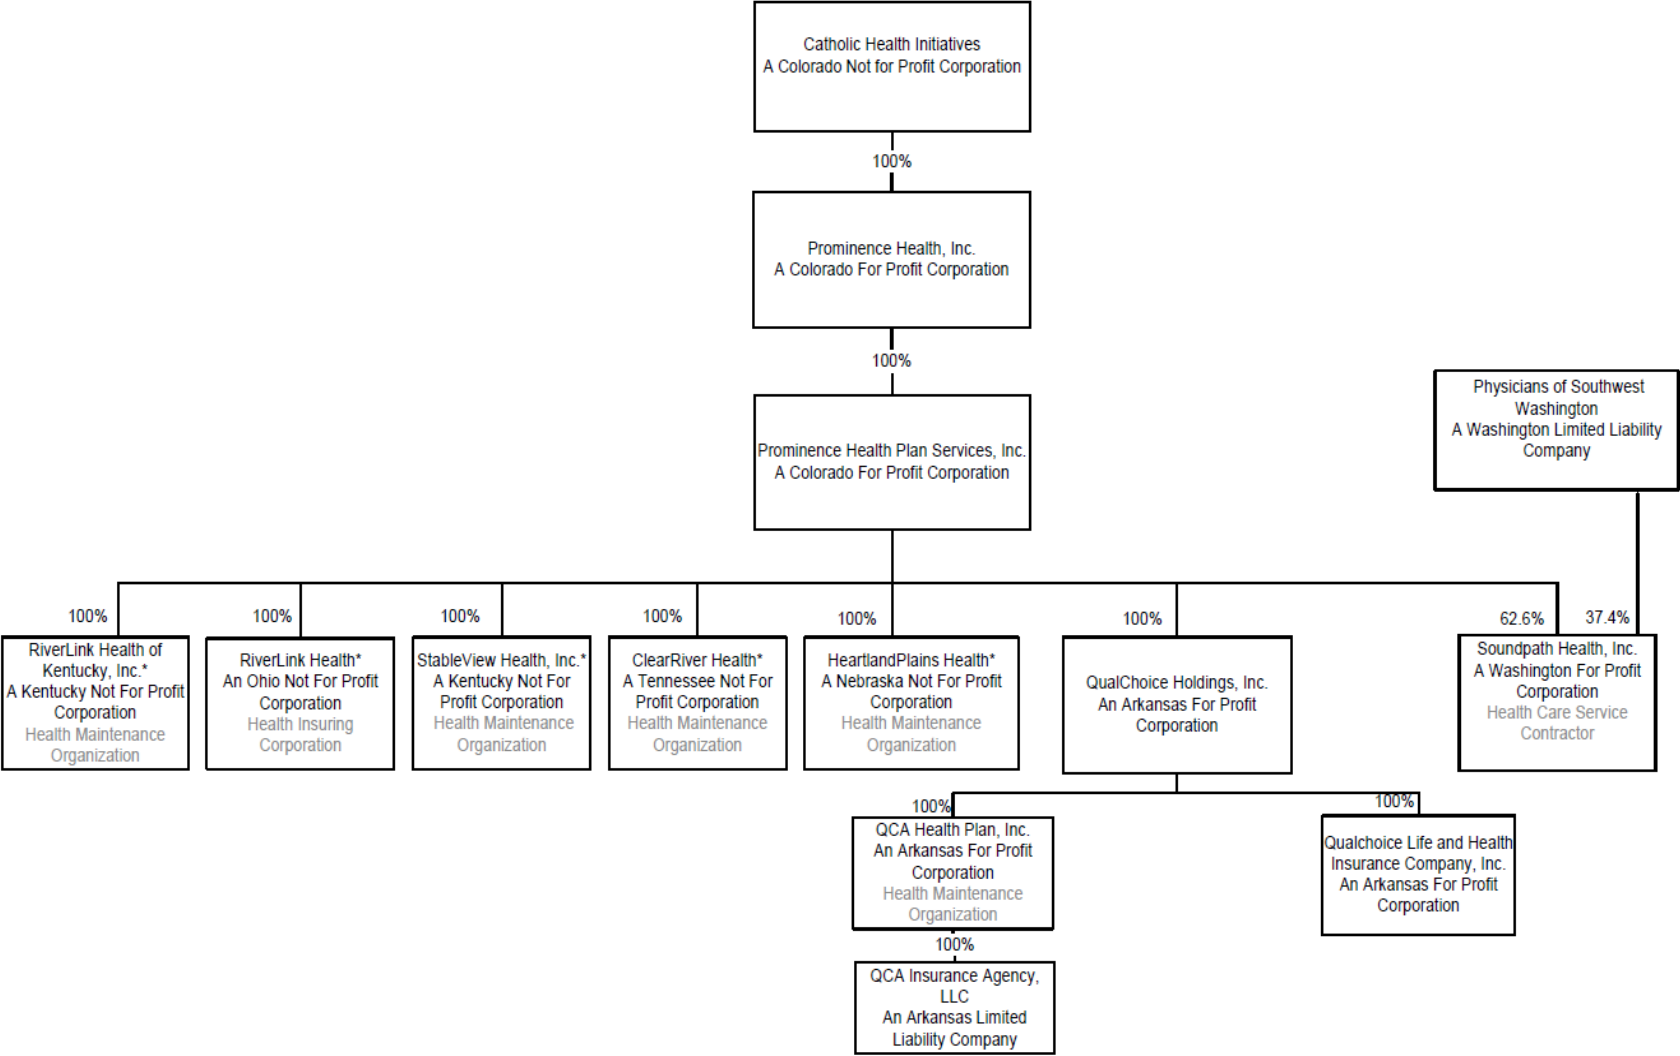 Catholic Health Initiatives
A Colorado Not for Profit Corporation
100%
Prominence Health, Inc.
A Colorado For Profit Corporation
100%
Prominence Health Plan Services, Inc.
A Colorado For Profit Corporation
Physicians of Southwest
Washington
A Washington Limited Liability
Company
100%
RiverLink Health of
Kentucky, Inc.*
A Kentucky Not For Profit
Corporation
Health Maintenance
Organization
100%
RiverLink Health*
An Ohio Not For Profit
Corporation
Health Insuring
Corporation
100%
StableView Health, Inc.*
A Kentucky Not For
Profit Corporation
Health Maintenance
Organization
100%
ClearRiver Health*
A Tennessee Not For
Profit Corporation
Health Maintenance
Organization
100%
HeartlandPlains Health*
A Nebraska Not For Profit
Corporation
Health Maintenance
Organization
100%
QualChoice Holdings, Inc.
An Arkansas For Profit
Corporation
62.6%
37.4%
Soundpath Health, Inc.
A Washington For Profit
Corporation
Health Care Service
Contractor
100%
QCA Health Plan, Inc.
An Arkansas For Profit
Corporation
Health Maintenance
Organization
100%
Qualchoice Life and Health
Insurance Company, Inc.
An Arkansas For Profit
Corporation
100%
QCA Insurance Agency,
LLC
An Arkansas Limited
Liability Company